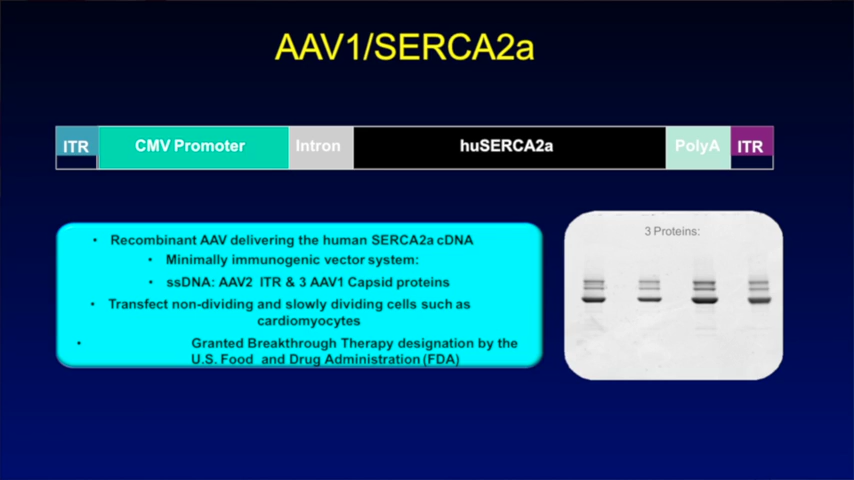 AAV1/SERCA2a
ITR CMV Promoter Intron huSERCA2a PolyA ITR
• Recombinant AAV delivering the human SERCA2a cDNA
• Minimally immunogenic vector system:
• ssDNA: AAV2 ITR & 3 AAV1 Capsid proteins
• Transfect non-dividing and slowly dividing cells such as
cardiomyocytes
• Granted Breakthrough Therapy designation by the
U.S. Food and Drug Administration (FDA)
3 Proteins: